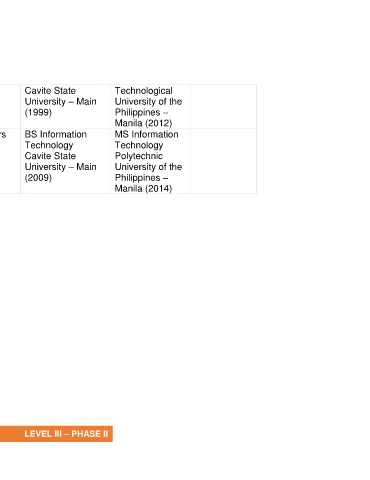 Cavite State
University – Main
(1999)
Technological
University of the
Philippines –
Manila (2012)
rs
BS Information
Technology
Cavite State
University – Main
(2009)
MS Information
Technology
Polytechnic
University of the
Philippines –
Manila (2014)
LEVEL III – PHASE II